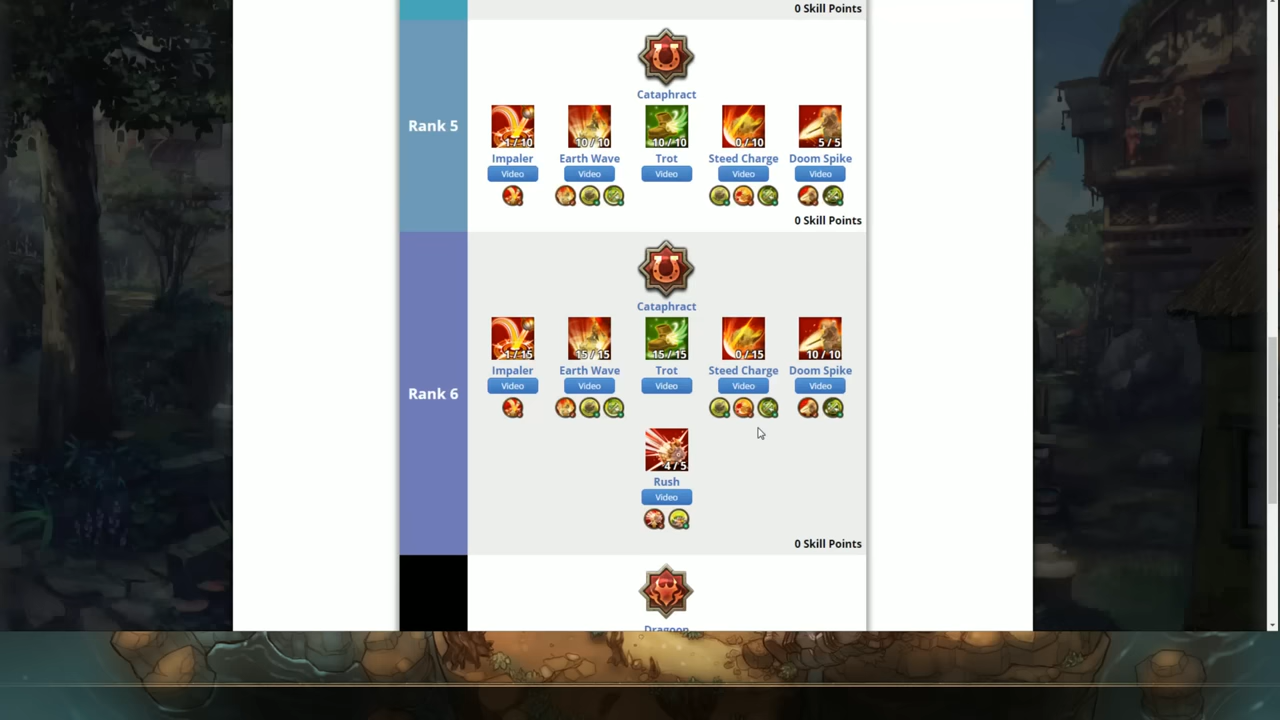 0 Skill Points
Cataphract
Rank 5
1 / 10 10 / 10 10 / 10 0 / 10 5 / 5
Impaler Earth Wave Trot Steed Charge Doom Spike
Video Video Video Video Video
0 Skill Points
Cataphract
Rank 6
1 / 15 15 / 15 15 / 15 0 / 15 10 / 10
Impaler Earth Wave Trot Steed Charge Doom Spike
Video Video Video Video Video
4 / 5
Rush
Video
0 Skill Points
Dragoon